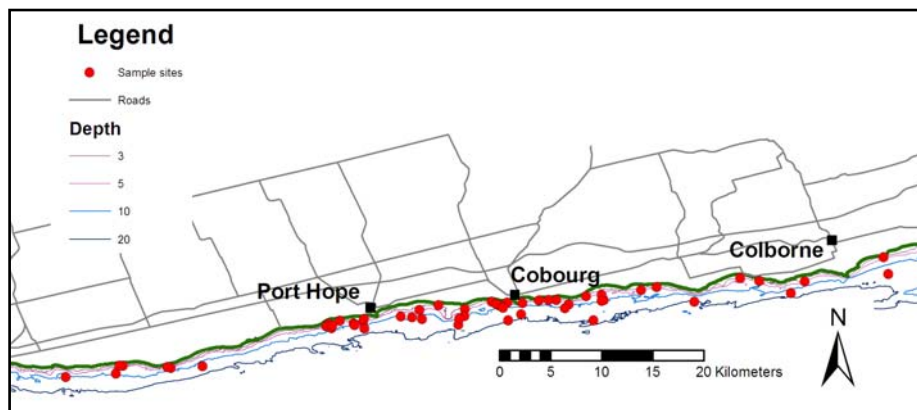 Legend
Sample sites
Roads
Depth
3
5
10
20
Colborne
Cobourg
Port Hope
N
0 5 10 15 20 Kilometers